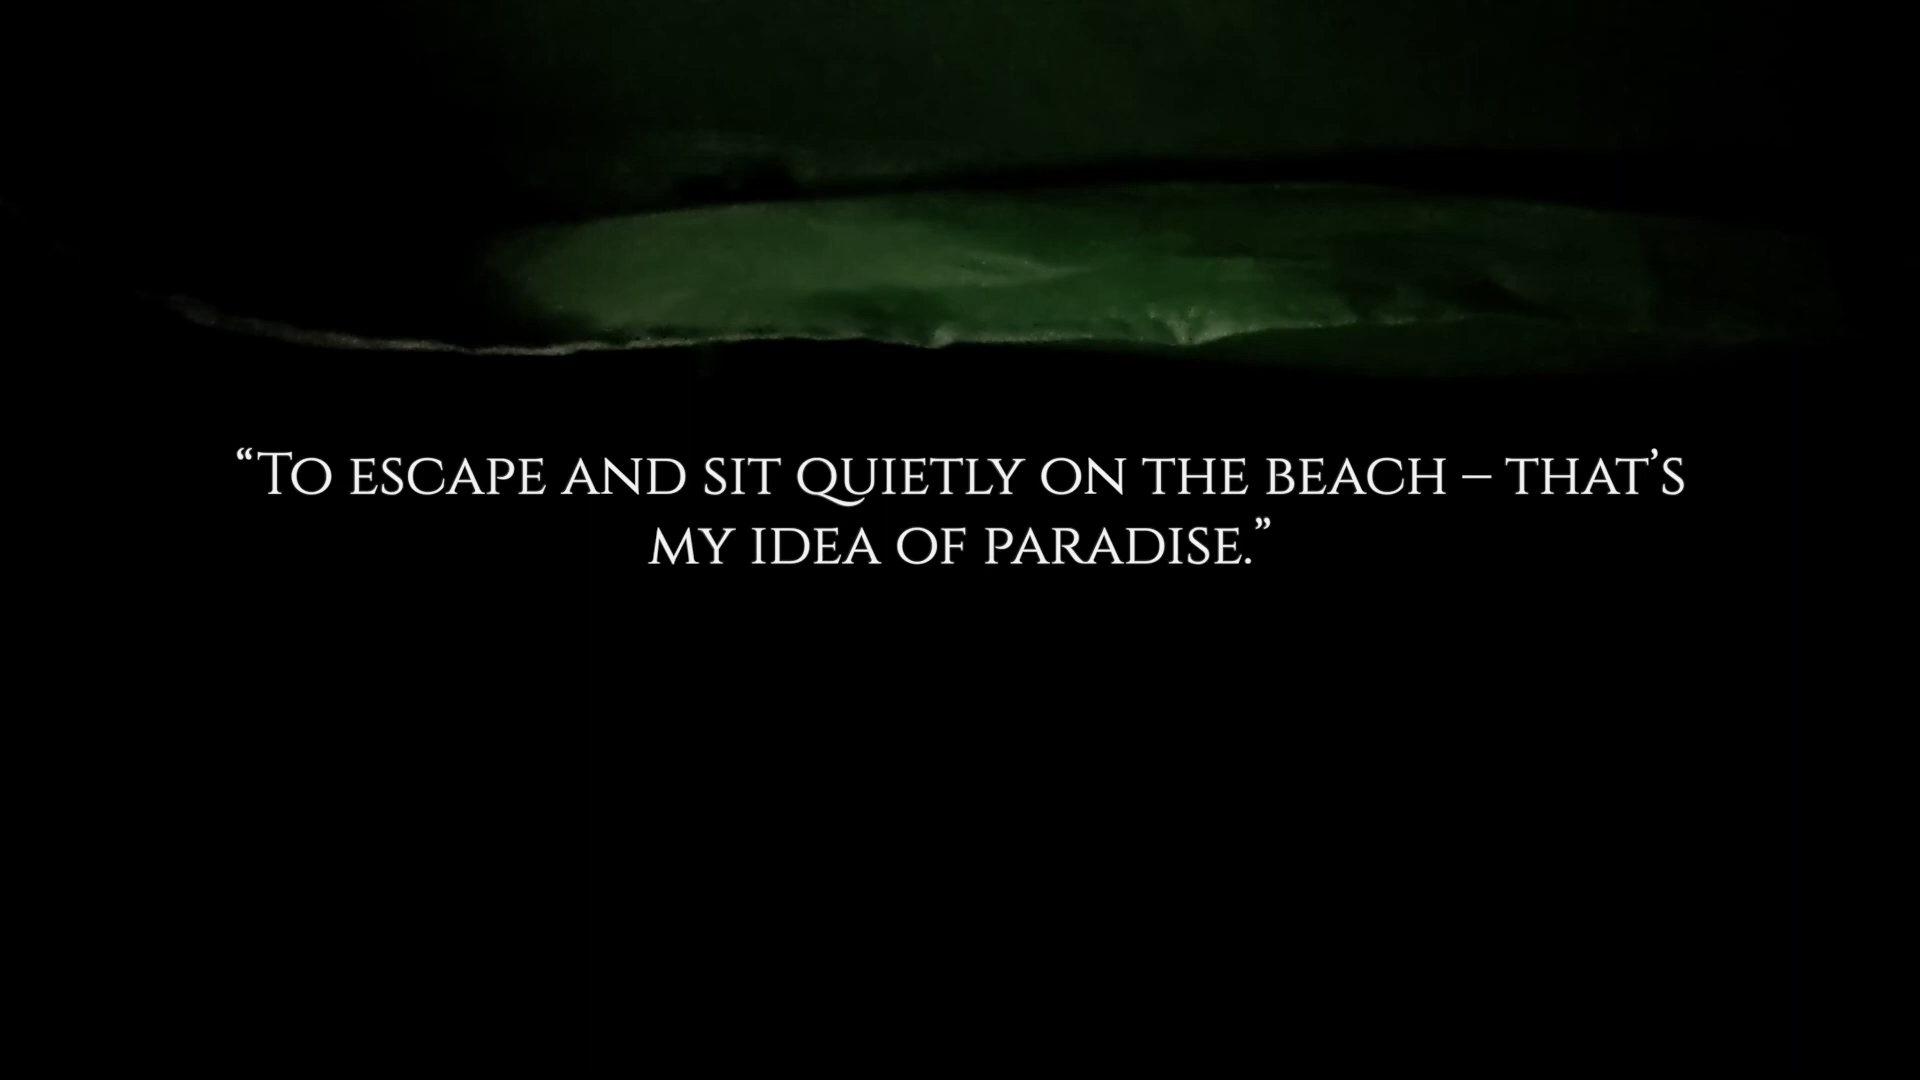 “To escape and sit quietly on the beach – that’s
my idea of paradise.”